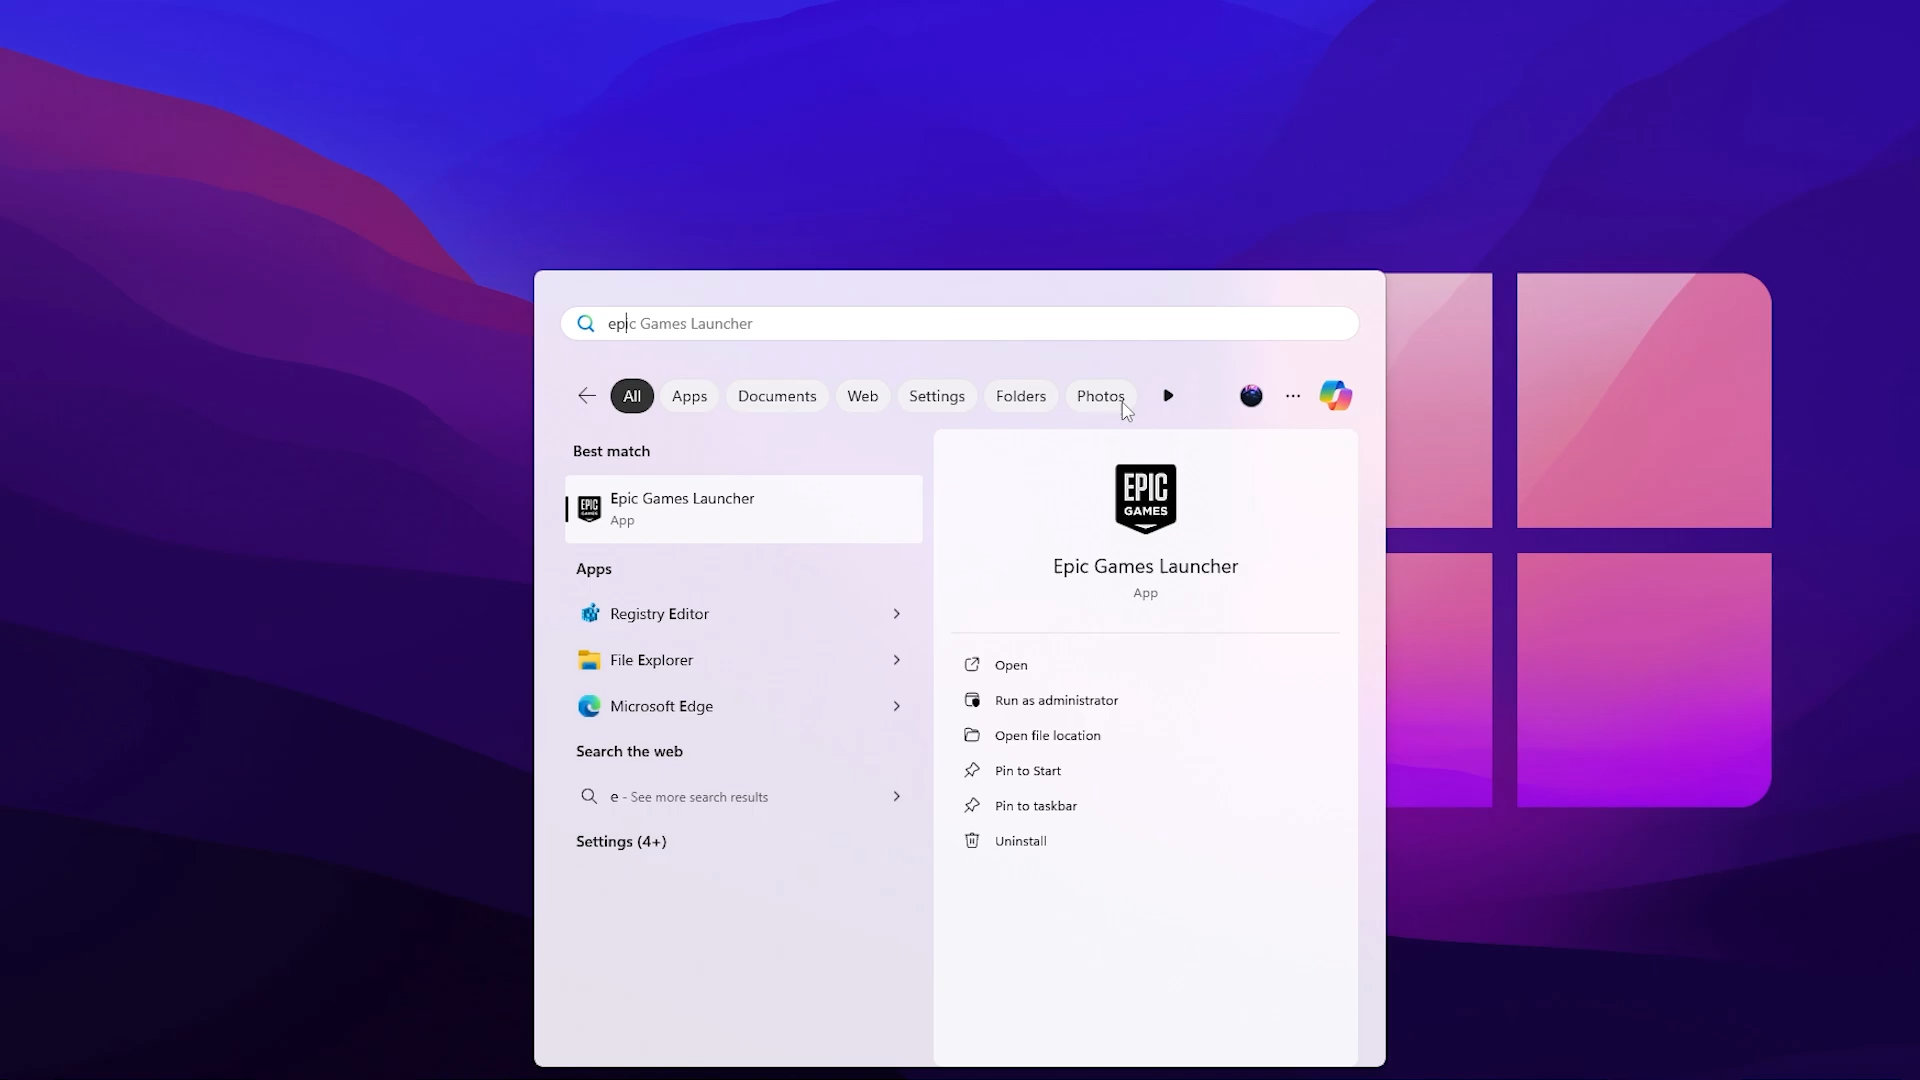 epic Games Launcher
All Apps Documents Web Settings Folders Photos ...
Best match
EPIC GAMES
Epic Games Launcher
App
Apps
Registry Editor
File Explorer
Microsoft Edge
Search the web
e - See more search results
Settings (4+)
EPIC
GAMES
Epic Games Launcher
App
Open
Run as administrator
Open file location
Pin to Start
Pin to taskbar
Uninstall